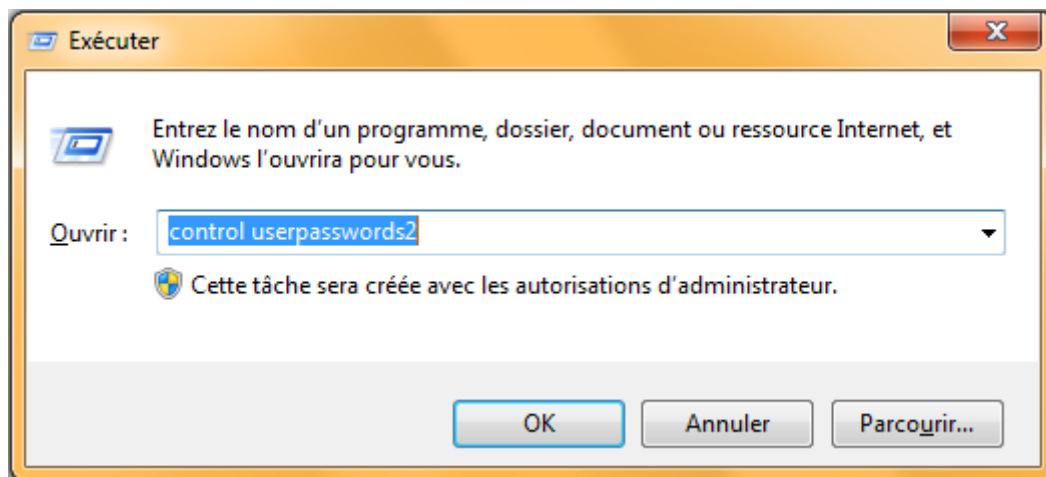 Exécuter
Entrez le nom d'un programme, dossier, document ou ressource Internet, et
Windows l'ouvrira pour vous.
Ouvrir : control userpasswords2
Cette tâche sera créée avec les autorisations d'administrateur.
OK Annuler Parcourir...